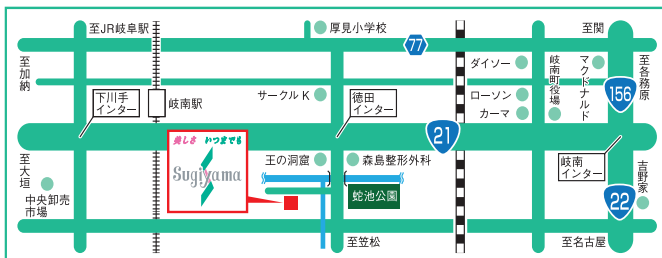 至JR岐阜駅
厚見小学校
77
至関
至加納
ダイソー
岐南町役場
マクドナルド
至各務原
下川手
インター
岐南駅
サークルK
徳田
インター
ローソン
カーマ
156
21
美しさ いつまでも
Sugiyama
王の洞窟
森島整形外科
岐南
インター
吉野家
至大垣
中央卸売
市場
蛇池公園
22
至笠松
至名古屋